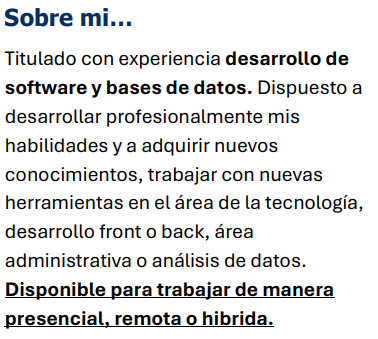 Sobre mi...
Titulado con experiencia desarrollo de
software y bases de datos. Dispuesto a
desarrollar profesionalmente mis
habilidades y a adquirir nuevos
conocimientos, trabajar con nuevas
herramientas en el área de la tecnología,
desarrollo front o back, área
administrativa o análisis de datos.
Disponible para trabajar de manera
presencial, remota o hibrida.